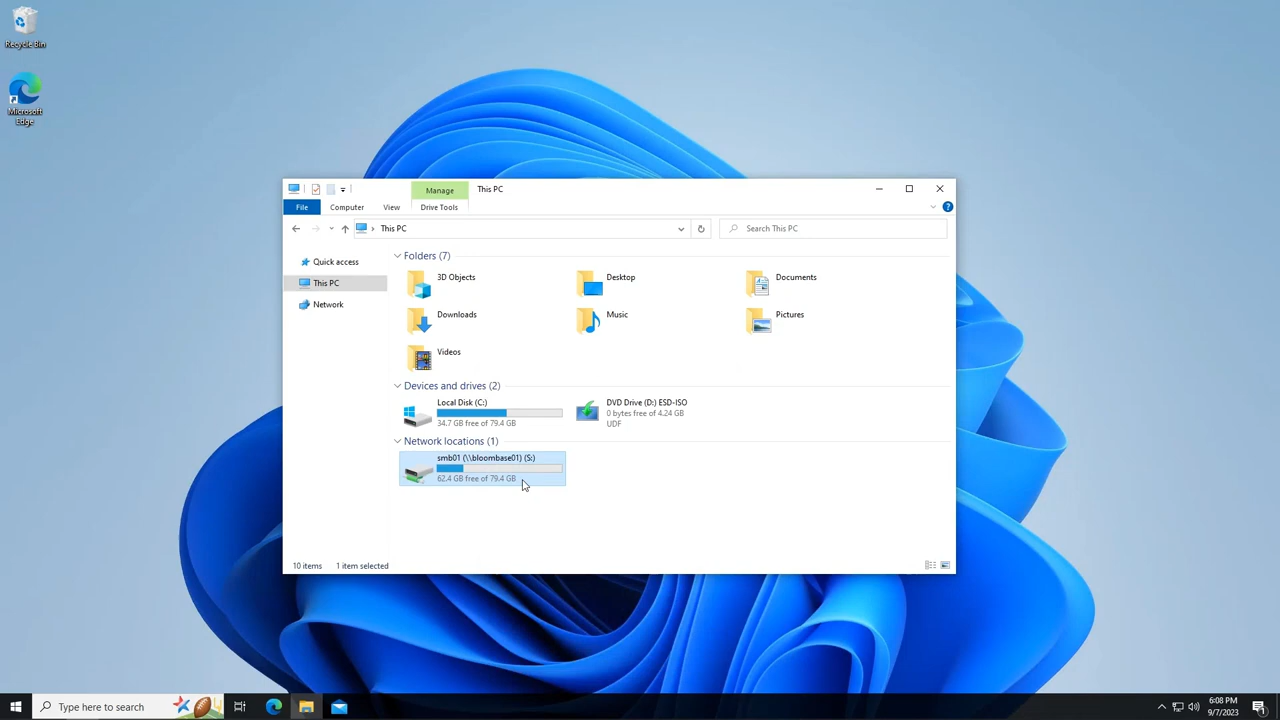 Recycle Bin
Microsoft
Edge
Manage
This PC
File
Computer
View
Drive Tools
This PC
Search This PC
Quick access
This PC
Network
Folders (7)
3D Objects
Desktop
Documents
Downloads
Music
Pictures
Videos
Devices and drives (2)
Local Disk (C:)
34.7 GB free of 79.4 GB
DVD Drive (D:) ESD-ISO
0 bytes free of 4.24 GB
UDF
Network locations (1)
smb01 (\\bloombase01) (S:)
62.4 GB free of 79.4 GB
10 items
1 item selected
Type here to search
6:08 PM
9/7/2023